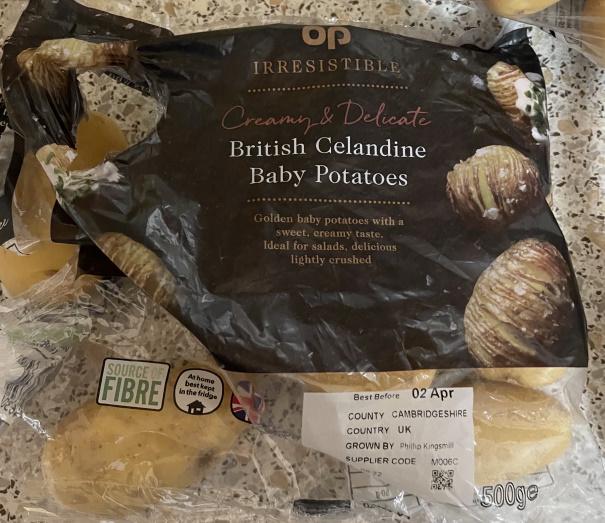 op
IRRESISTIBLE
Creamy & Delicate
British Celandine
Baby Potatoes
Golden baby potatoes with a
sweet, creamy taste.
Ideal for salads, delicious
lightly crushed
SOURCE OF
FIBRE
At home
best kept
in the fridge
Best Before 02 Apr
COUNTY CAMBRIDGESHIRE
COUNTRY UK
GROWN BY Phillip Kingsmill
SUPPLIER CODE M006C
500ge